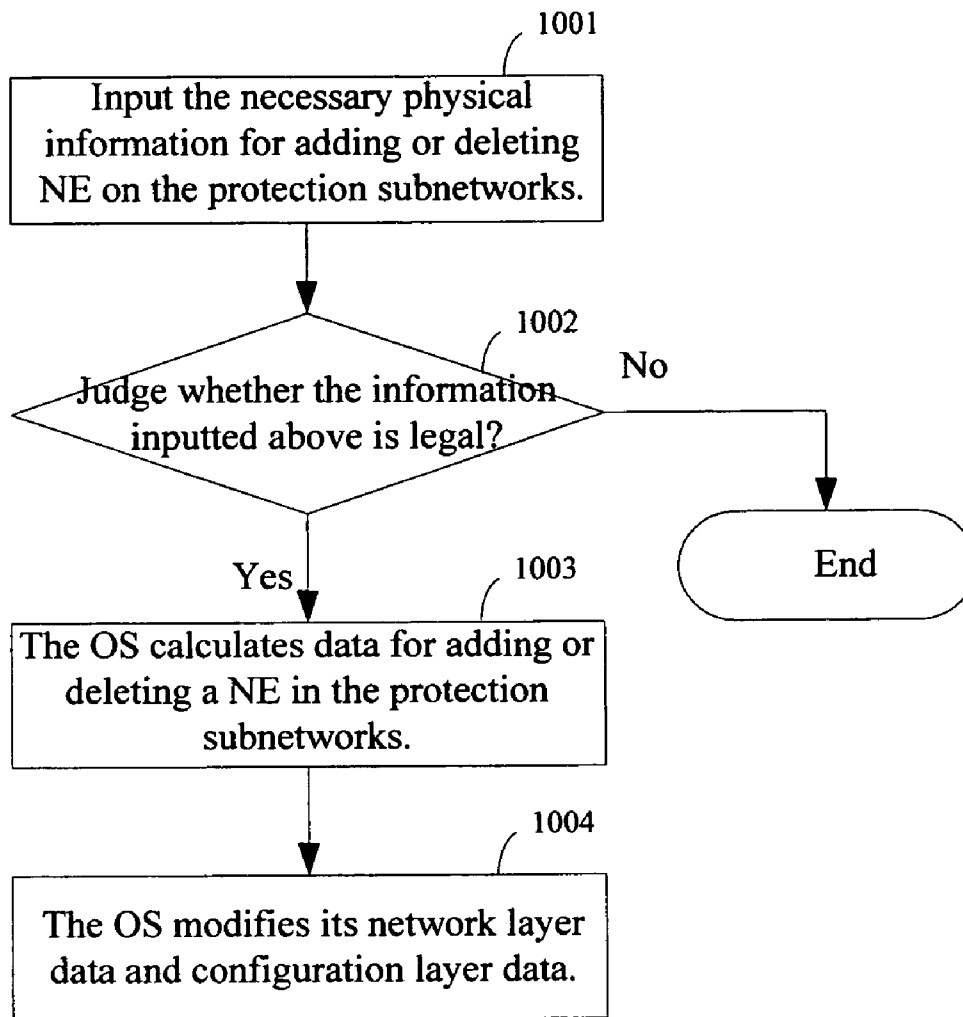 1001
Input the necessary physical
information for adding or deleting
NE on the protection subnetworks.
1002
Judge whether the information
inputted above is legal?
No
End
Yes
1003
The OS calculates data for adding or
deleting a NE in the protection
subnetworks.
1004
The OS modifies its network layer
data and configuration layer data.